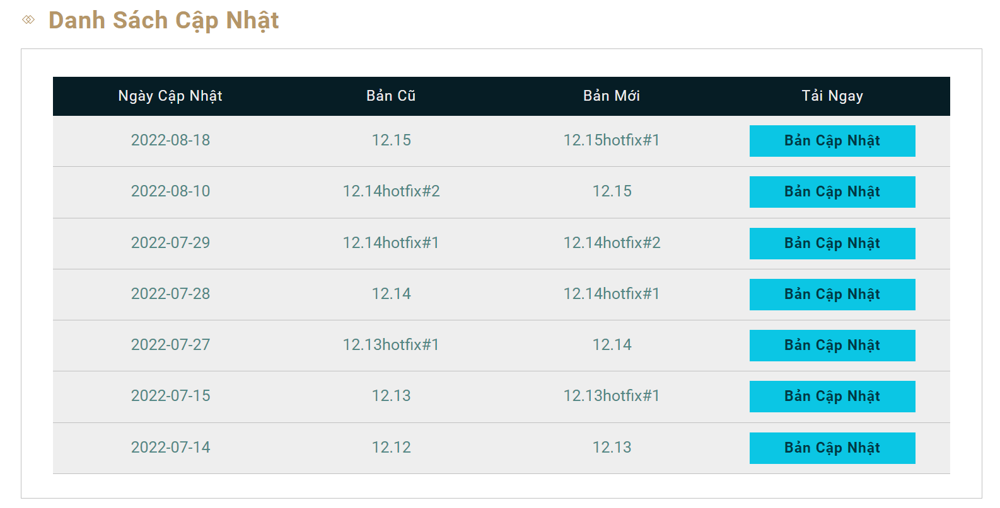 Danh Sách Cập Nhật
Ngày Cập Nhật Bản Cũ Bản Mới Tải Ngay
2022-08-18 12.15 12.15hotfix#1 Bản Cập Nhật
2022-08-10 12.14hotfix#2 12.15 Bản Cập Nhật
2022-07-29 12.14hotfix#1 12.14hotfix#2 Bản Cập Nhật
2022-07-28 12.14 12.14hotfix#1 Bản Cập Nhật
2022-07-27 12.13hotfix#1 12.14 Bản Cập Nhật
2022-07-15 12.13 12.13hotfix#1 Bản Cập Nhật
2022-07-14 12.12 12.13 Bản Cập Nhật